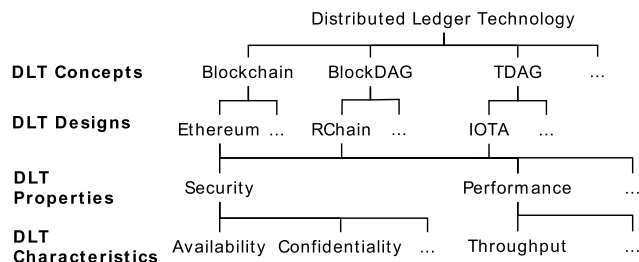 Distributed Ledger Technology
DLT Concepts Blockchain BlockDAG TDAG ...
DLT Designs Ethereum ... RChain ... IOTA ...
DLT
Properties Security Performance ...
DLT
Characteristics Availability Confidentiality ... Throughput ...